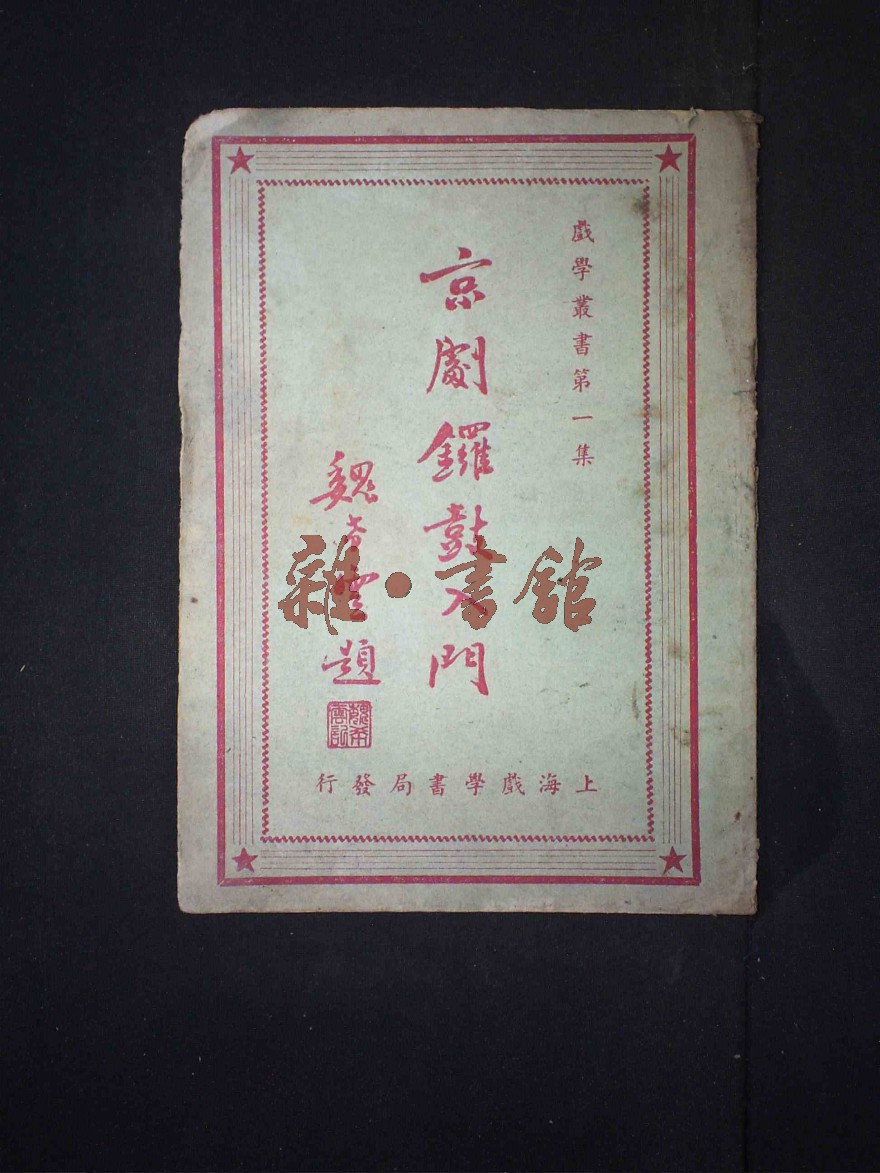 戲學叢書第一集
京劇鑼鼓入門
魏 題
上海戲學書局發行
雜·書館